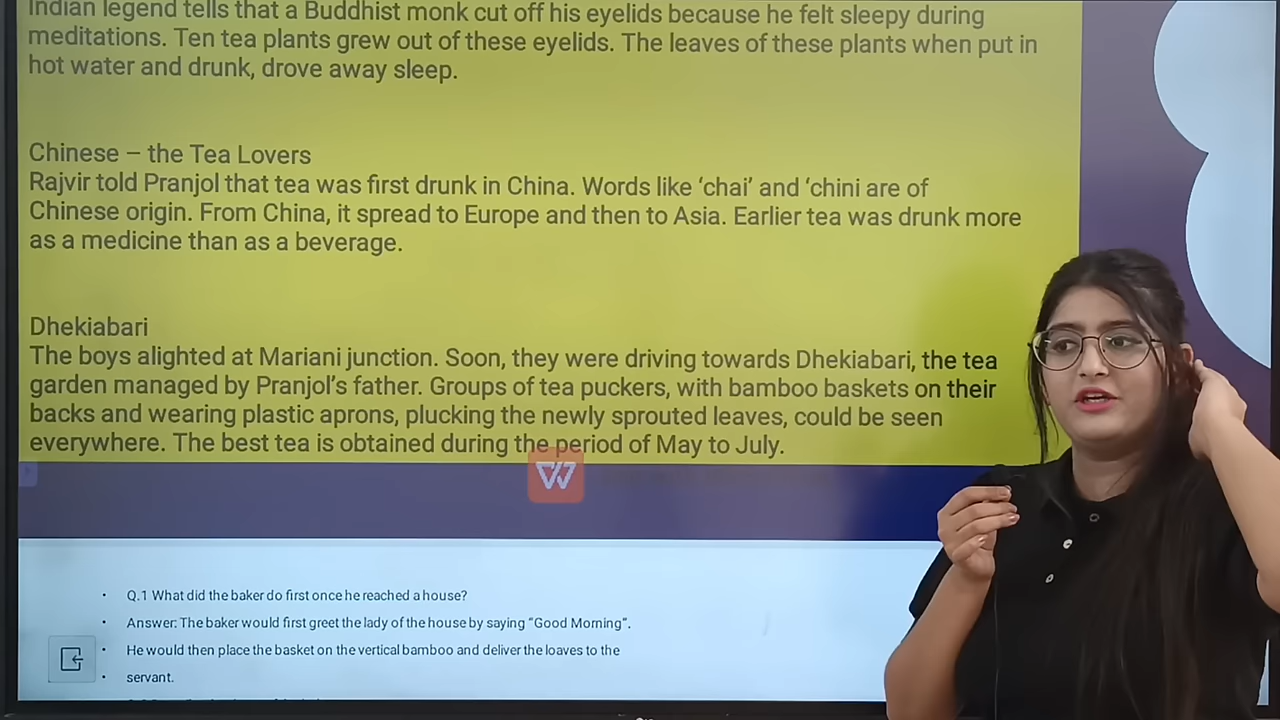 Indian legend tells that a Buddhist monk cut off his eyelids because he felt sleepy during
meditations. Ten tea plants grew out of these eyelids. The leaves of these plants when put in
hot water and drunk, drove away sleep.
Chinese – the Tea Lovers
Rajvir told Pranjol that tea was first drunk in China. Words like ‘chai’ and ‘chini are of
Chinese origin. From China, it spread to Europe and then to Asia. Earlier tea was drunk more
as a medicine than as a beverage.
Dhekiabari
The boys alighted at Mariani junction. Soon, they were driving towards Dhekiabari, the tea
garden managed by Pranjol’s father. Groups of tea puckers, with bamboo baskets on their
backs and wearing plastic aprons, plucking the newly sprouted leaves, could be seen
everywhere. The best tea is obtained during the period of May to July.
• Q.1 What did the baker do first once he reached a house?
• Answer: The baker would first greet the lady of the house by saying “Good Morning”.
• He would then place the basket on the vertical bamboo and deliver the loaves to the
• servant.